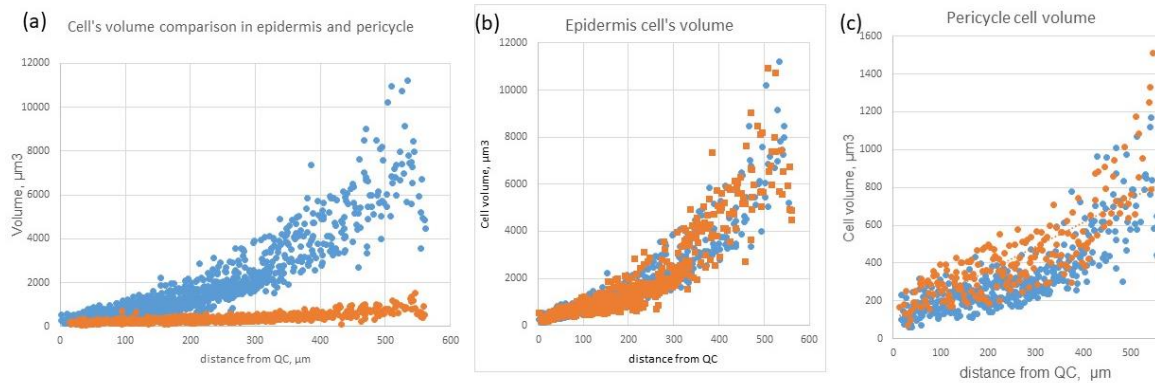 (a)
Cell's volume comparison in epidermis and pericycle
12000
10000
8000
6000
4000
2000
0
Volume, µm3
0 100 200 300 400 500 600
distance from QC, µm
(b)
Epidermis cell's volume
12000
10000
8000
6000
4000
2000
0
Cell volume, µm3
0 100 200 300 400 500 600
distance from QC
(c)
Pericycle cell volume
1600
1400
1200
1000
800
600
400
200
0
Cell volume, µm3
0 100 200 300 400 500
distance from QC, µm